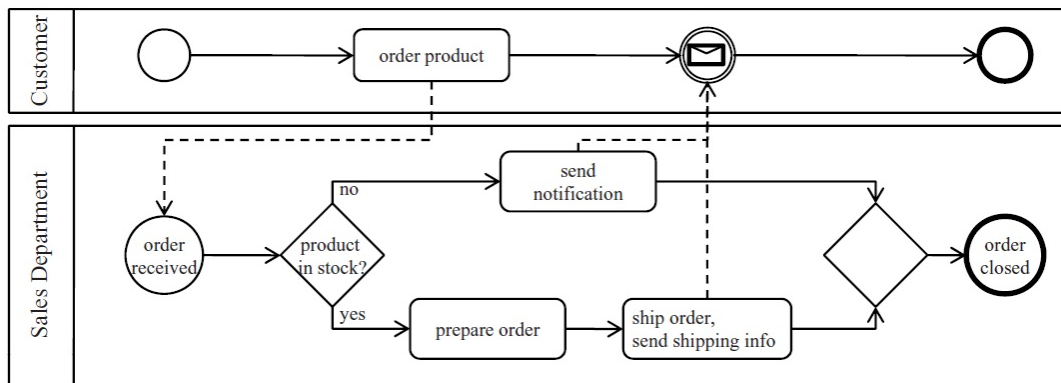 Customer
order product
Sales Department
order
received
product
in stock?
no
send
notification
yes
prepare order
ship order,
send shipping info
order
closed